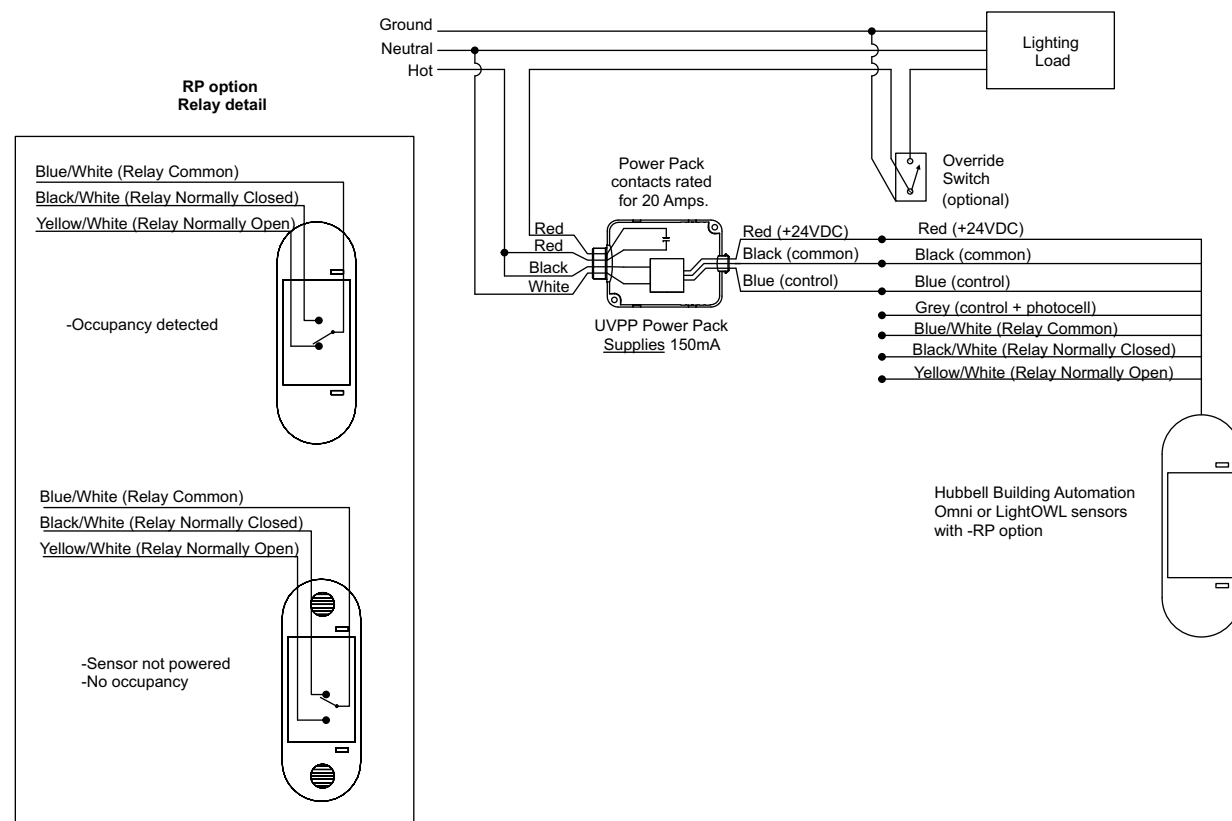 Ground
Neutral
Hot
Lighting
Load
RP option
Relay detail
Blue/White (Relay Common)
Black/White (Relay Normally Closed)
Yellow/White (Relay Normally Open)
-Occupancy detected
Blue/White (Relay Common)
Black/White (Relay Normally Closed)
Yellow/White (Relay Normally Open)
-Sensor not powered
-No occupancy
Power Pack
contacts rated
for 20 Amps.
Red
Red
Black
White
UVPP Power Pack
Supplies 150mA
Override
Switch
(optional)
Red (+24VDC)
Black (common)
Blue (control)
Red (+24VDC)
Black (common)
Blue (control)
Grey (control + photocell)
Blue/White (Relay Common)
Black/White (Relay Normally Closed)
Yellow/White (Relay Normally Open)
Hubbell Building Automation
Omni or LightOWL sensors
with -RP option